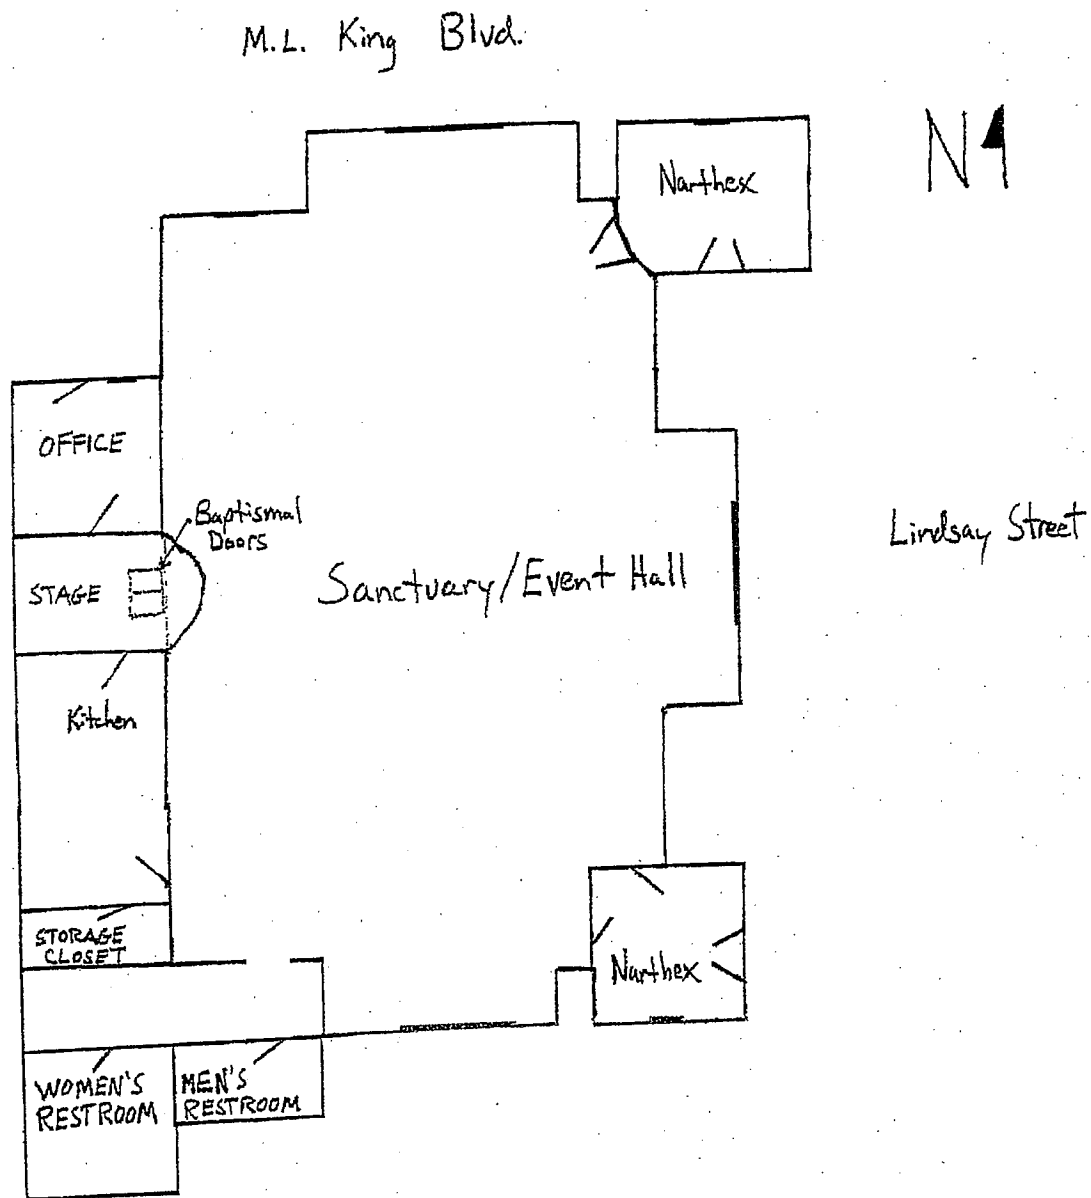 M.L. King Blvd.
N
Narthex
OFFICE
Baptismal
Doors
Lindsay Street
STAGE
Sanctuary/Event Hall
Kitchen
STORAGE
CLOSET
Narthex
WOMEN'S
RESTROOM
MEN'S
RESTROOM